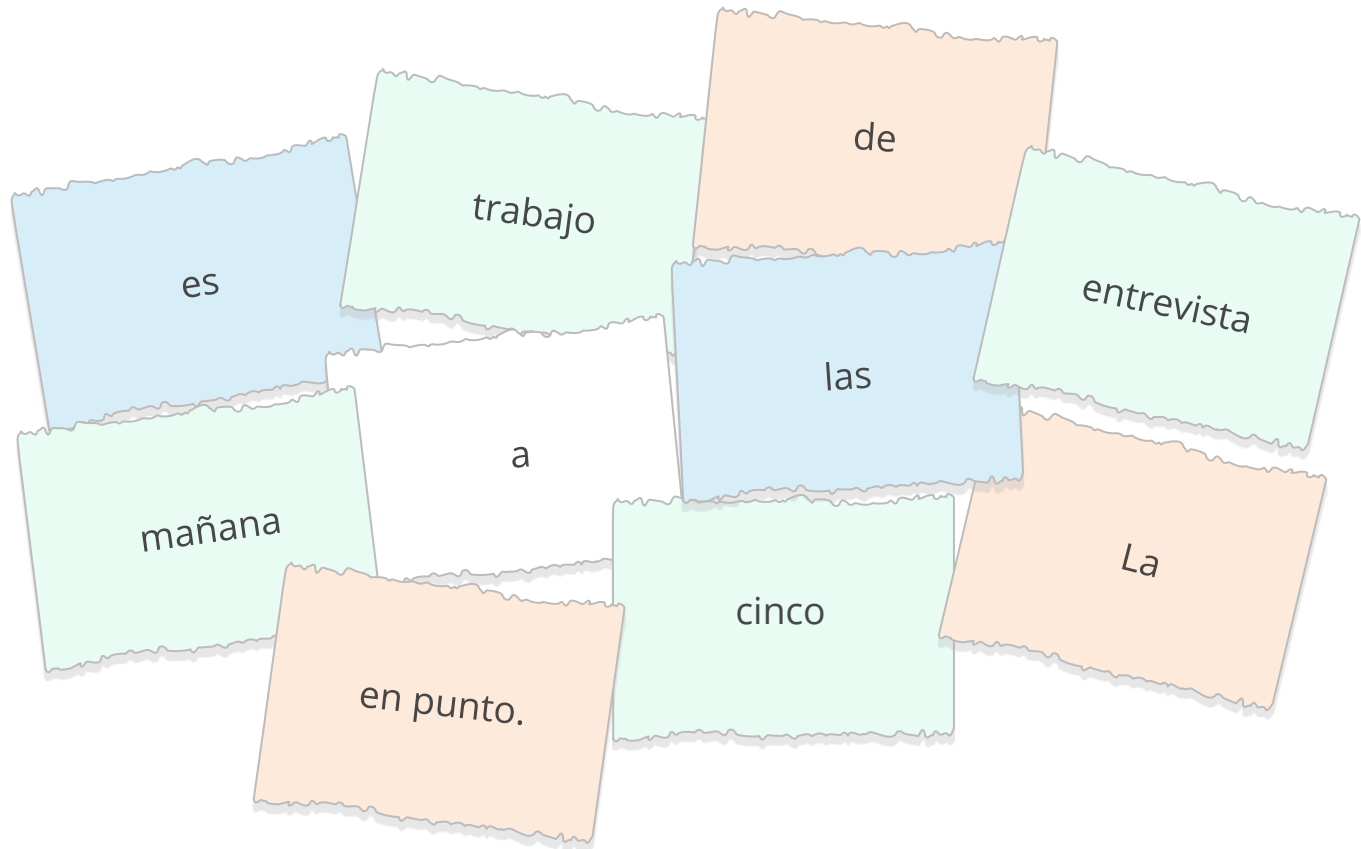 de
trabajo
es
entrevista
las
a
mañana
La
cinco
en punto.